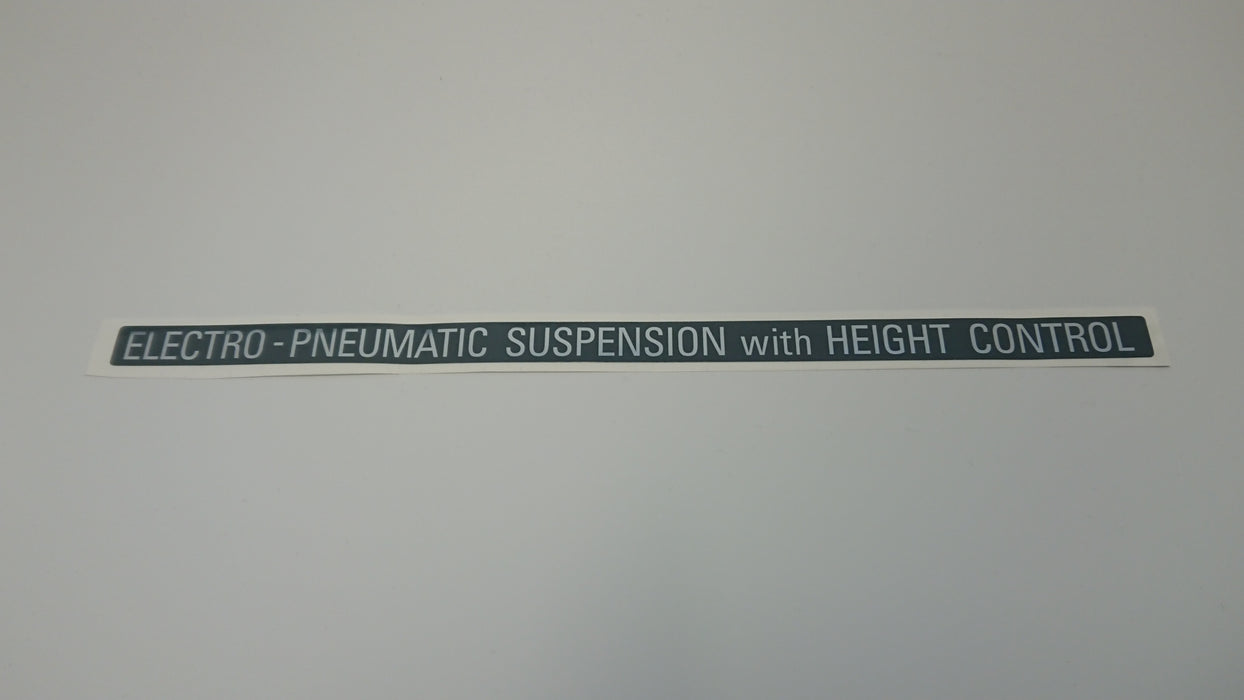 ELECTRO-PNEUMATIC SUSPENSION with HEIGHT CONTROL